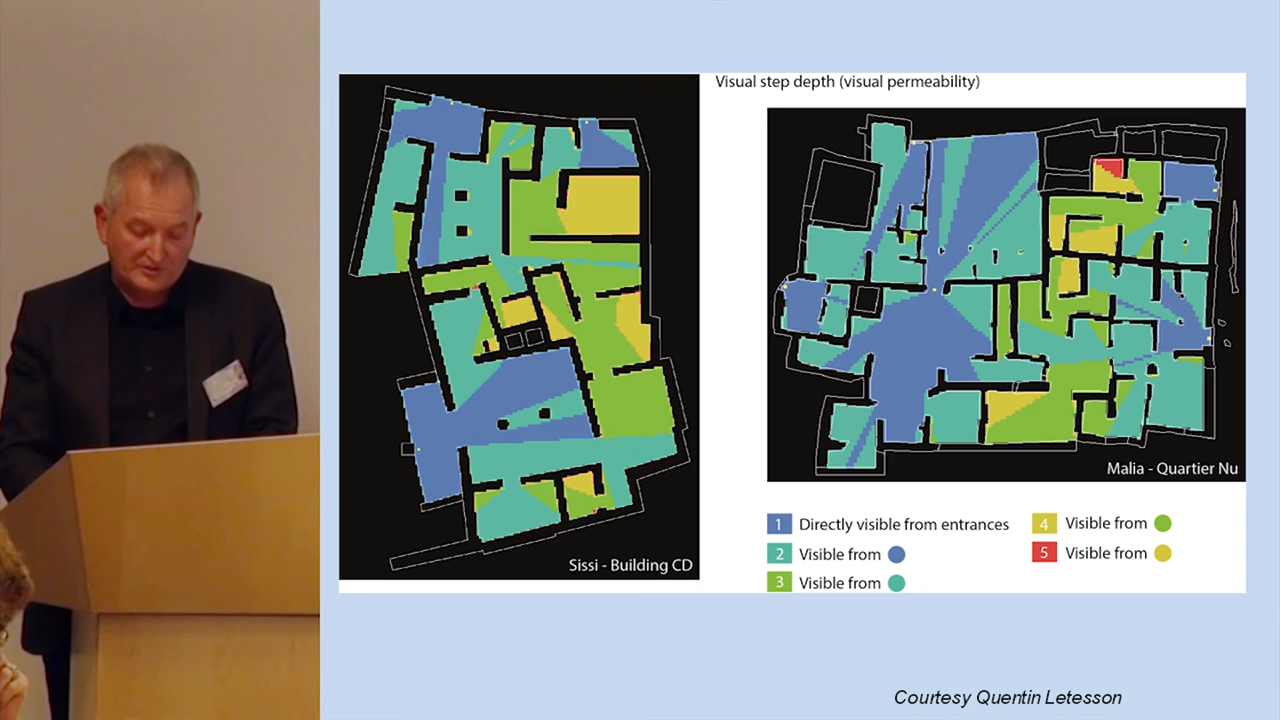 Visual step depth (visual permeability)
Sissi - Building CD
Malia - Quartier Nu
1 Directly visible from entrances
2 Visible from
3 Visible from
4 Visible from
5 Visible from
Courtesy Quentin Letesson